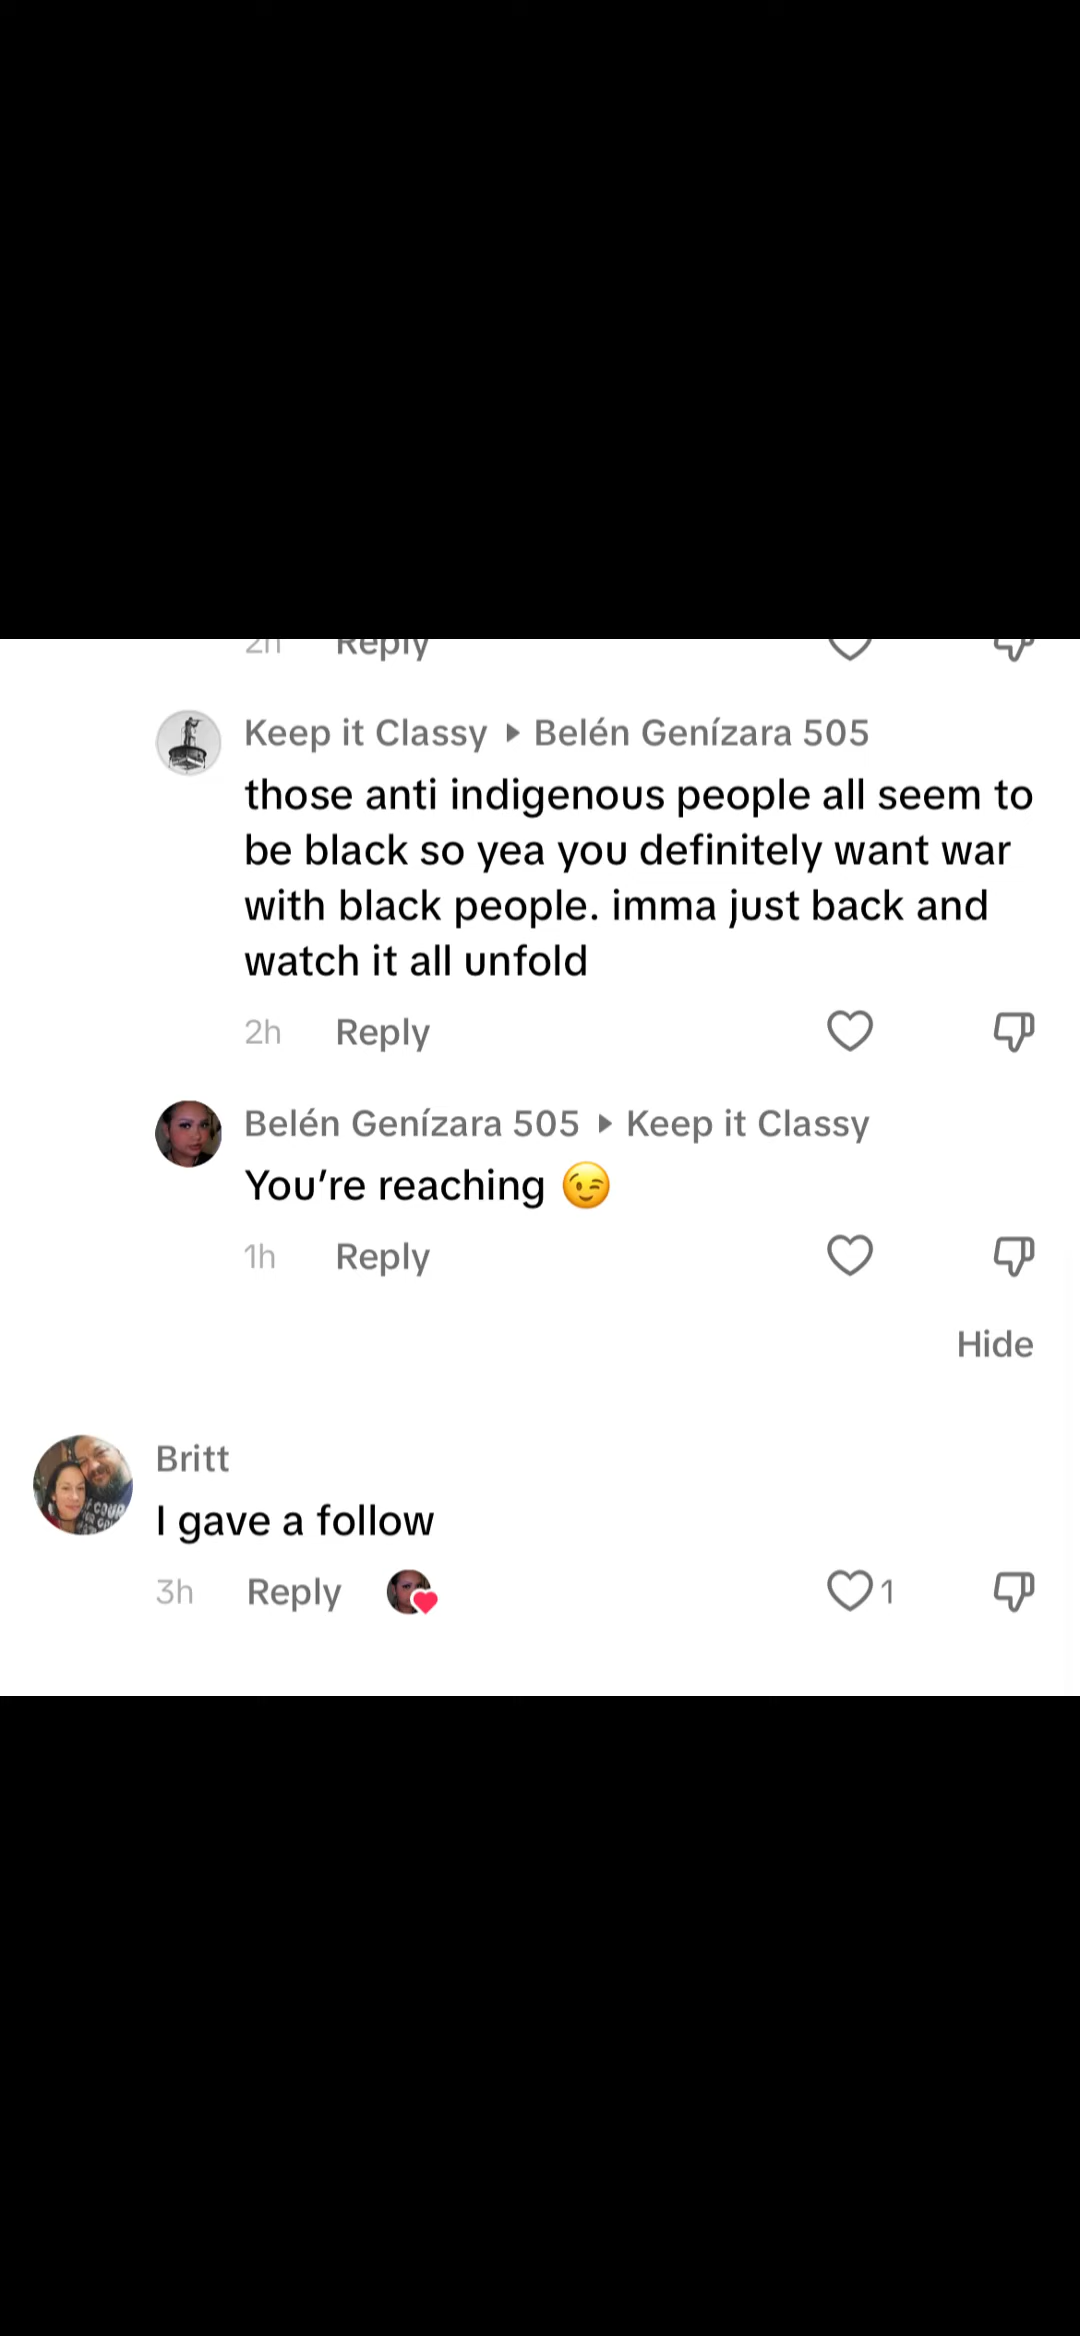 2h Reply
Keep it Classy ▸ Belén Genízara 505
those anti indigenous people all seem to
be black so yea you definitely want war
with black people. imma just back and
watch it all unfold
2h Reply
Belén Genízara 505 ▸ Keep it Classy
You’re reaching 😉
1h Reply
Hide
Britt
I gave a follow
3h Reply 1